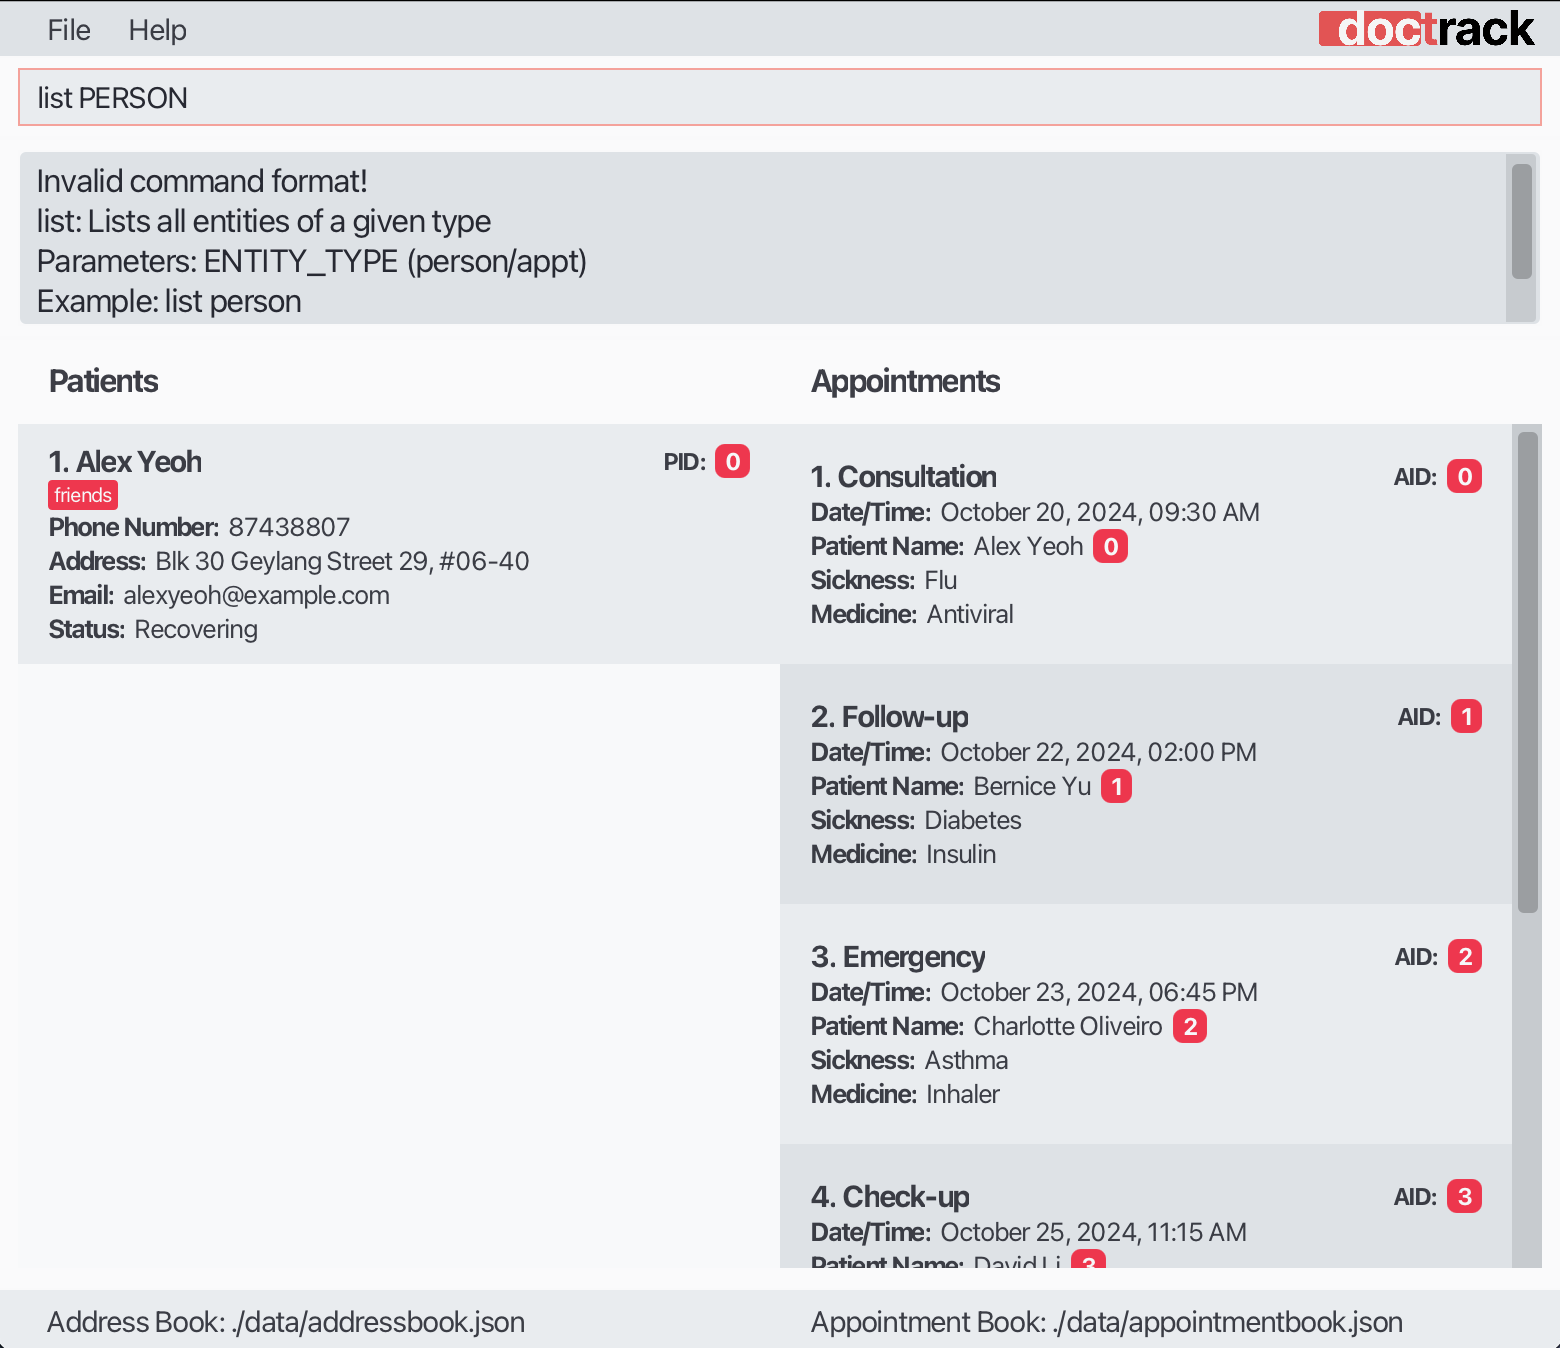 File Help doctrack
list PERSON
Invalid command format!
list: Lists all entities of a given type
Parameters: ENTITY_TYPE (person/appt)
Example: list person
Patients
1. Alex Yeoh PID: 0
friends
Phone Number: 87438807
Address: Blk 30 Geylang Street 29, #06-40
Email: alexyeoh@example.com
Status: Recovering
Appointments
1. Consultation AID: 0
Date/Time: October 20, 2024, 09:30 AM
Patient Name: Alex Yeoh 0
Sickness: Flu
Medicine: Antiviral
2. Follow-up AID: 1
Date/Time: October 22, 2024, 02:00 PM
Patient Name: Bernice Yu 1
Sickness: Diabetes
Medicine: Insulin
3. Emergency AID: 2
Date/Time: October 23, 2024, 06:45 PM
Patient Name: Charlotte Oliveiro 2
Sickness: Asthma
Medicine: Inhaler
4. Check-up AID: 3
Date/Time: October 25, 2024, 11:15 AM
Patient Name: David Li 3
Address Book: ./data/addressbook.json
Appointment Book: ./data/appointmentbook.json